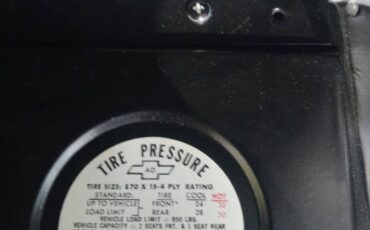 TIRE PRESSURE
AO
TIRE SIZE: E70 X 15-4 PLY RATING
STANDARD: TIRE COOL HOT
UP TO VEHICLE FRONT* 24
LOAD LIMIT REAR 28 30
VEHICLE LOAD LIMIT = 850 LBS.
VEHICLE CAPACITY = 2 SEATS FRT. & 1 SEAT REAR